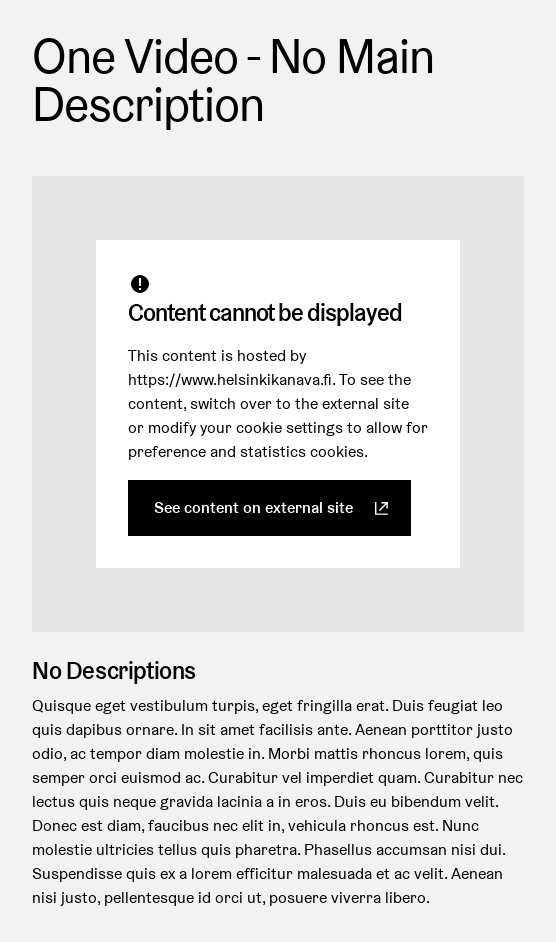 One Video - No Main
Description
Content cannot be displayed
This content is hosted by
https://www.helsinkikanava.fi. To see the
content, switch over to the external site
or modify your cookie settings to allow for
preference and statistics cookies.
See content on external site
No Descriptions
Quisque eget vestibulum turpis, eget fringilla erat. Duis feugiat leo
quis dapibus ornare. In sit amet facilisis ante. Aenean porttitor justo
odio, ac tempor diam molestie in. Morbi mattis rhoncus lorem, quis
semper orci euismod ac. Curabitur vel imperdiet quam. Curabitur nec
lectus quis neque gravida lacinia a in eros. Duis eu bibendum velit.
Donec est diam, faucibus nec elit in, vehicula rhoncus est. Nunc
molestie ultricies tellus quis pharetra. Phasellus accumsan nisi dui.
Suspendisse quis ex a lorem efficitur malesuada et ac velit. Aenean
nisi justo, pellentesque id orci ut, posuere viverra libero.